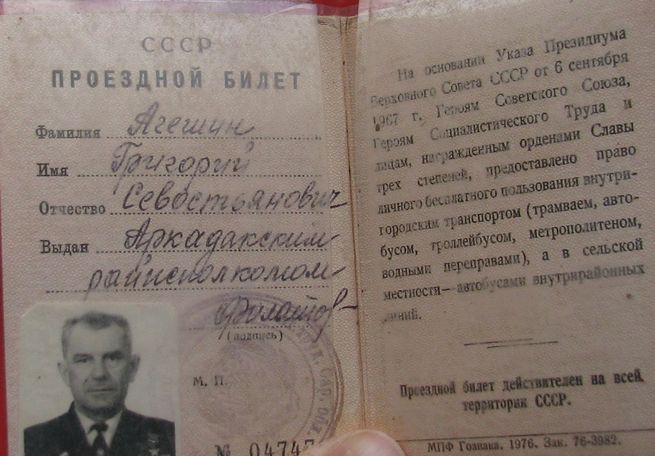 СССР
ПРОЕЗДНОЙ БИЛЕТ
Фамилия Агешин
Имя Григорий
Отчество Севостьянович
Выдан Аркадакским
райисполкомом
(подпись)
М. П.
№ 04747
На основании Указа Президиума
Верховного Совета СССР от 6 сентября
1967 г. Героям Советского Союза,
Героям Социалистического Труда и
лицам, награжденным орденами Славы
трех степеней, предоставлено право
личного бесплатного пользования внутри-
городским транспортом (трамваем, авто-
бусом, троллейбусом, метрополитеном,
водными переправами), а в сельской
местности—автобусами внутрирайонных
линий.
Проездной билет действителен на всей
территории СССР.
МПФ Гознака. 1976. Зак. 76-3982.